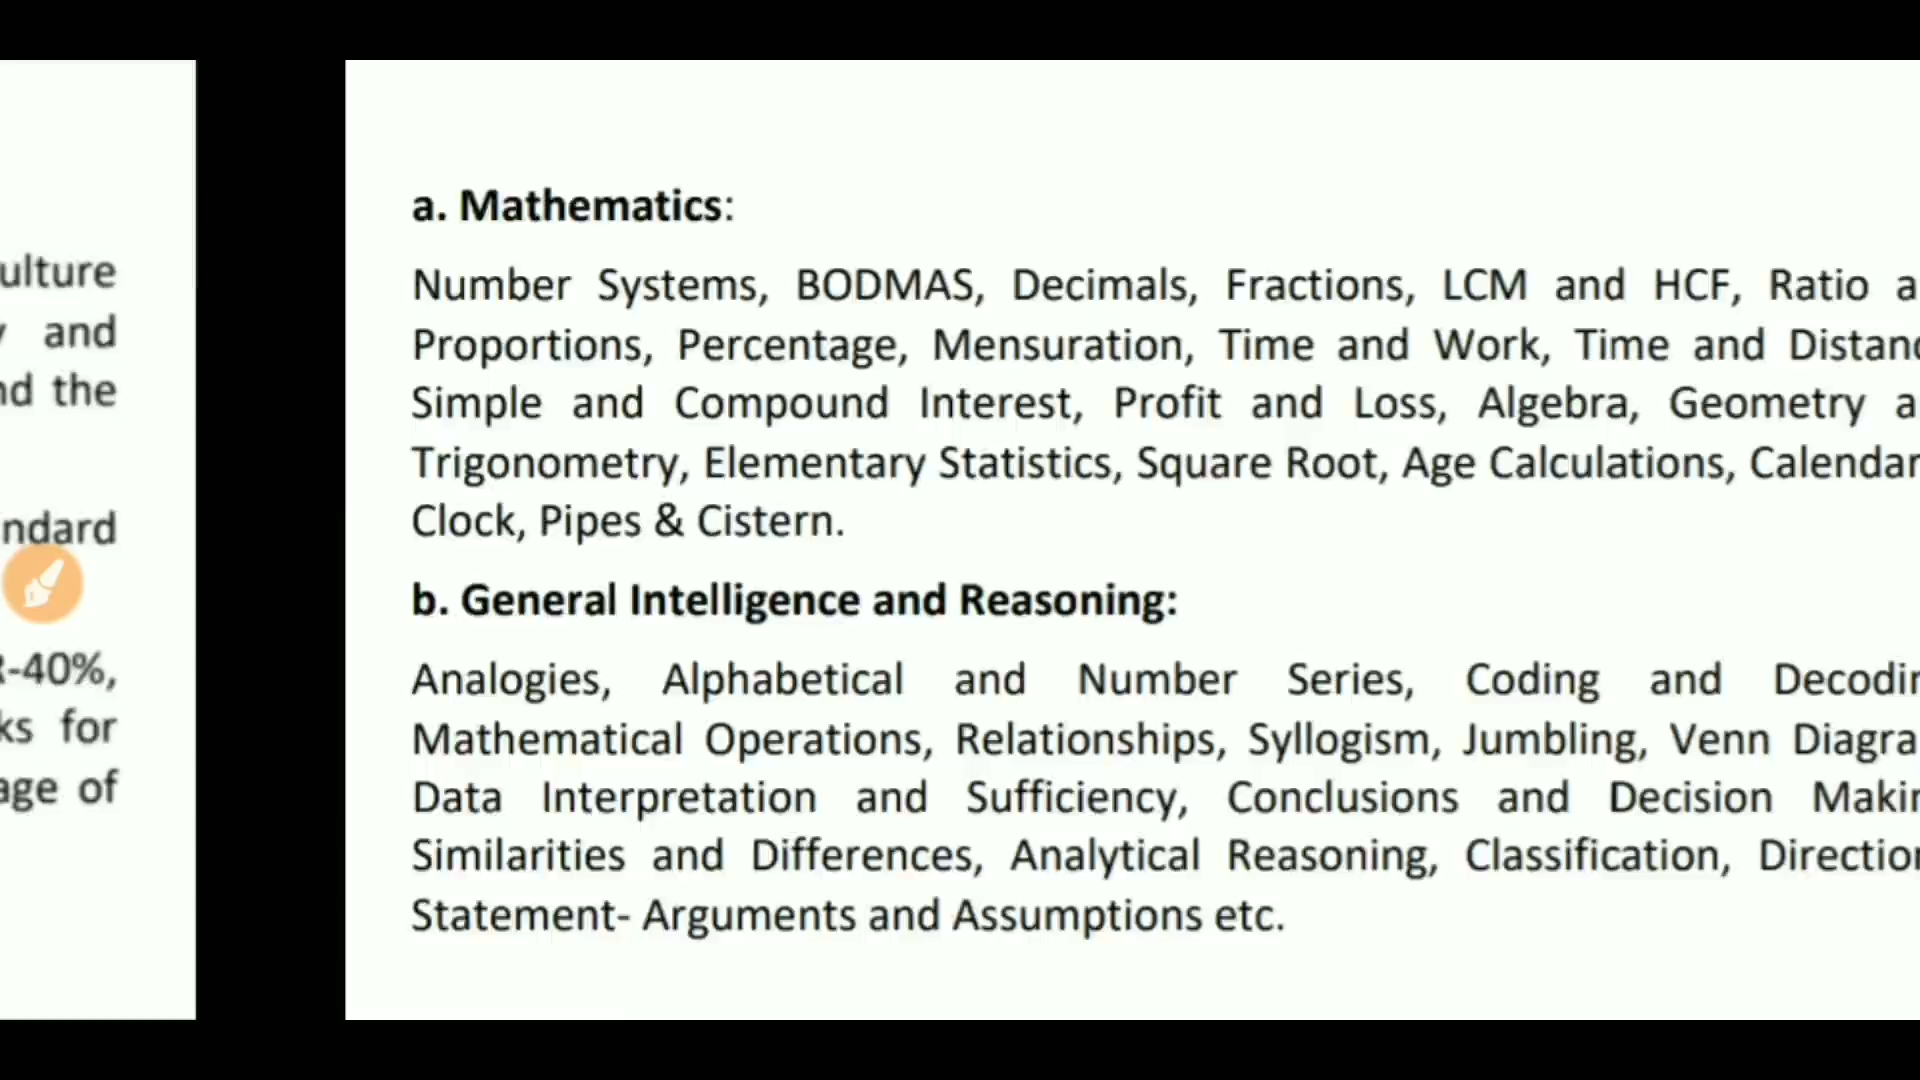 ulture
and
nd the
ndard
-40%,
ks for
age of
a. Mathematics:
Number Systems, BODMAS, Decimals, Fractions, LCM and HCF, Ratio a
Proportions, Percentage, Mensuration, Time and Work, Time and Distanc
Simple and Compound Interest, Profit and Loss, Algebra, Geometry a
Trigonometry, Elementary Statistics, Square Root, Age Calculations, Calendar
Clock, Pipes & Cistern.
b. General Intelligence and Reasoning:
Analogies, Alphabetical and Number Series, Coding and Decodin
Mathematical Operations, Relationships, Syllogism, Jumbling, Venn Diagra
Data Interpretation and Sufficiency, Conclusions and Decision Makin
Similarities and Differences, Analytical Reasoning, Classification, Direction
Statement- Arguments and Assumptions etc.